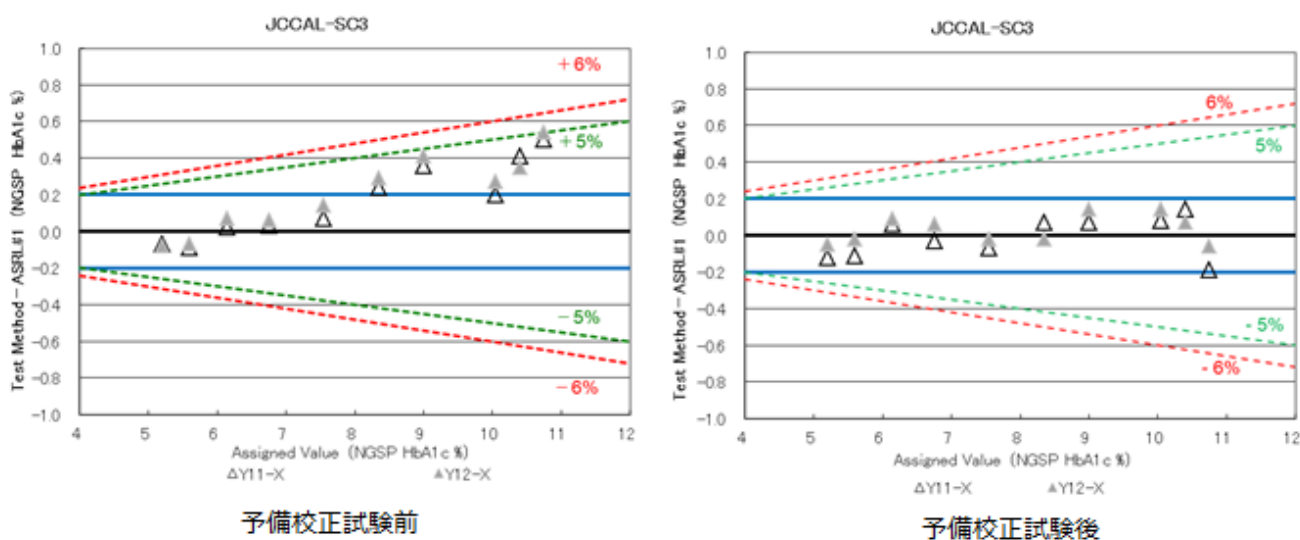 JCCAL-SC3
Test Method-ASRL#1 (NGSP HbA1c %)
1.0
0.8
0.6
0.4
0.2
0.0
-0.2
-0.4
-0.6
-0.8
-1.0
+6%
+5%
-5%
-6%
4 5 6 7 8 9 10 11 12
Assigned Value (NGSP HbA1c %)
△Y11-X ▲Y12-X
予備校正試験前
JCCAL-SC3
Test Method-ASRL#1 (NGSP HbA1c %)
1.0
0.8
0.6
0.4
0.2
0.0
-0.2
-0.4
-0.6
-0.8
-1.0
6%
5%
-5%
-6%
4 5 6 7 8 9 10 11 12
Assigned Value (NGSP HbA1c %)
△Y11-X ▲Y12-X
予備校正試験後